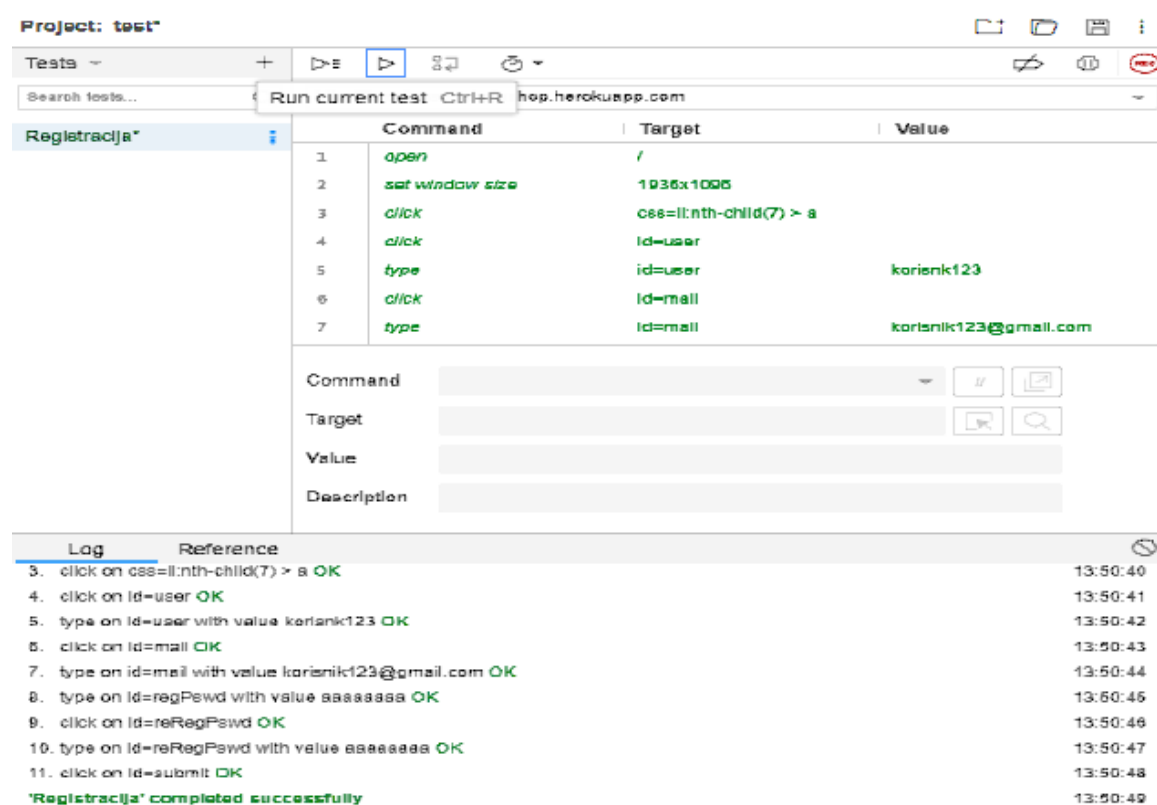 Project: test*
Tests
Search tests...
Run current test Ctrl+R
hop.herokuapp.com
Registracija*
Command Target Value
1 open /
2 set window size 1936x1096
3 click css=li:nth-child(7) > a
4 click id=user
5 type id=user korisnk123
6 click id=mail
7 type id=mail korisnik123@gmail.com
Command
//
Target
Value
Description
Log Reference
3. click on css=li:nth-child(7) > a OK 13:50:40
4. click on id=user OK 13:50:41
5. type on id=user with value korisnk123 OK 13:50:42
6. click on id=mail OK 13:50:43
7. type on id=mail with value korisnik123@gmail.com OK 13:50:44
8. type on id=regPswd with value aaaaaaaa OK 13:50:45
9. click on id=reRegPswd OK 13:50:46
10. type on id=reRegPswd with value aaaaaaaa OK 13:50:47
11. click on id=submit OK 13:50:48
'Registracija' completed successfully 13:50:49